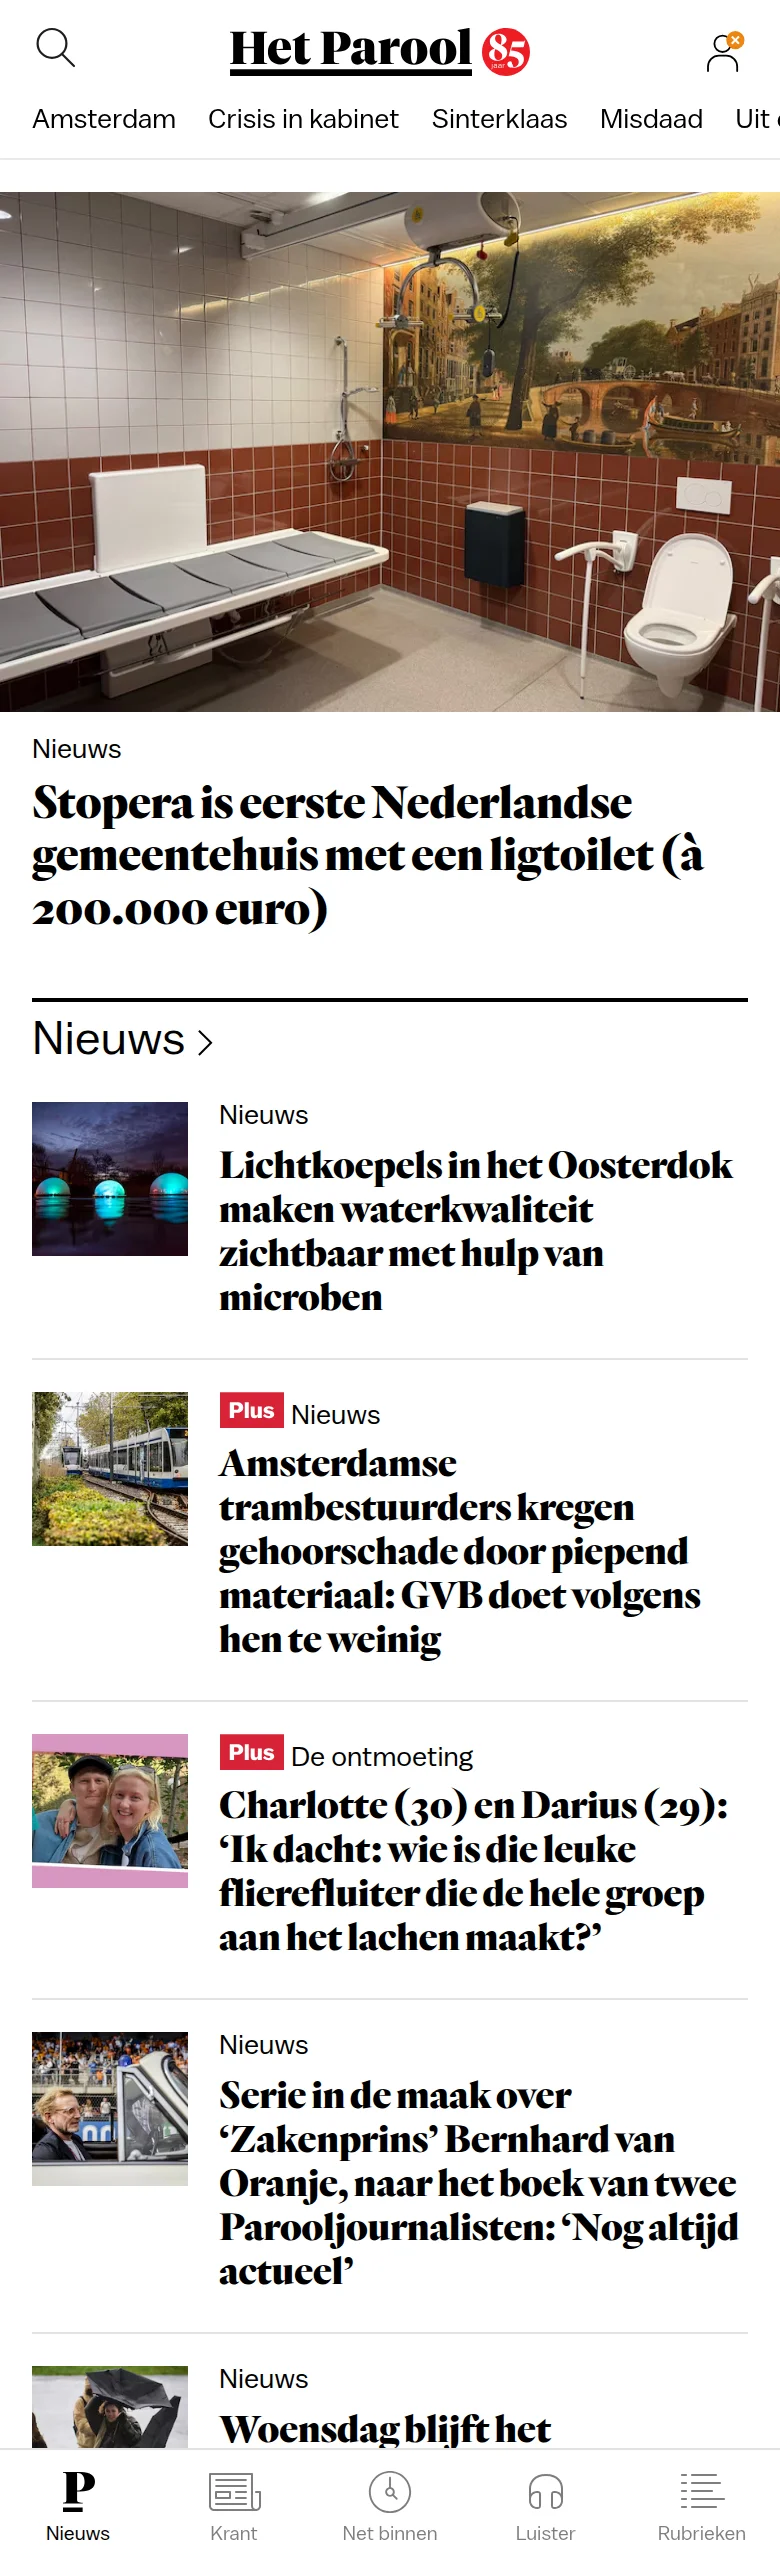 Het Parool 85 jaar
Amsterdam Crisis in kabinet Sinterklaas Misdaad Uit
Nieuws
Stopera is eerste Nederlandse
gemeentehuis met een ligtoilet (à
200.000 euro)
Nieuws
Nieuws
Lichtkoepels in het Oosterdok
maken waterkwaliteit
zichtbaar met hulp van
microben
Plus Nieuws
Amsterdamse
trambestuurders kregen
gehoorschade door piepend
materiaal: GVB doet volgens
hen te weinig
Plus De ontmoeting
Charlotte (30) en Darius (29):
‘Ik dacht: wie is die leuke
flierefluiter die de hele groep
aan het lachen maakt?’
Nieuws
Serie in de maak over
‘Zakenprins’ Bernhard van
Oranje, naar het boek van twee
Parooljournalisten: ‘Nog altijd
actueel’
Nieuws
Woensdag blijft het
P
Nieuws Krant Net binnen Luister Rubrieken